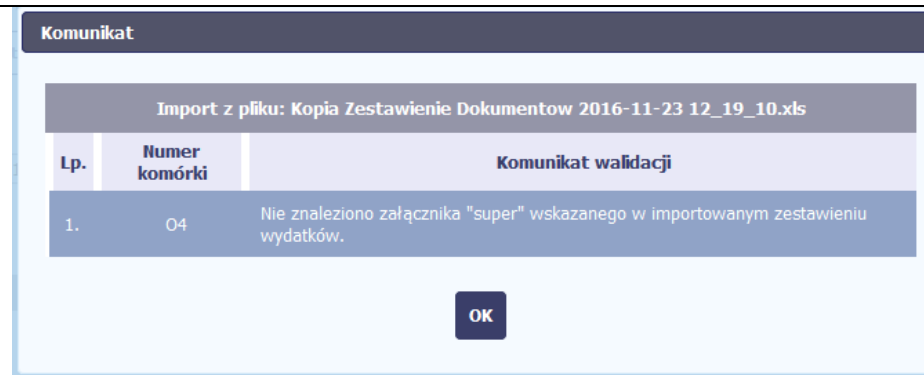 Komunikat
Import z pliku: Kopia Zestawienie Dokumentow 2016-11-23 12_19_10.xls
Lp.
Numer
komórki
Komunikat walidacji
1.
O4
Nie znaleziono załącznika "super" wskazanego w importowanym zestawieniu
wydatków.
OK